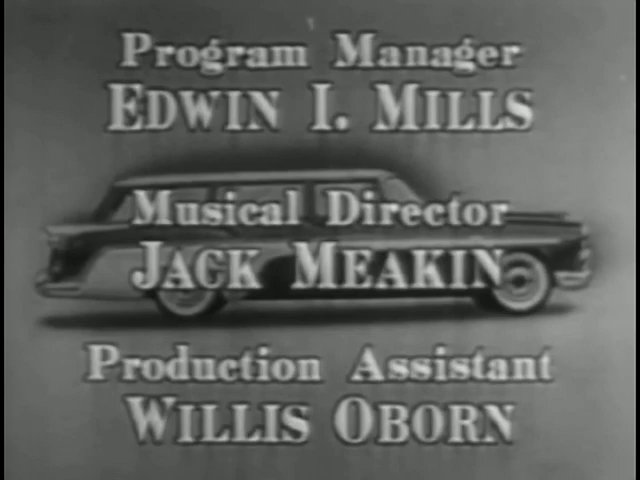 Program Manager
EDWIN I. MILLS
Musical Director
JACK MEAKIN
Production Assistant
WILLIS OBORN